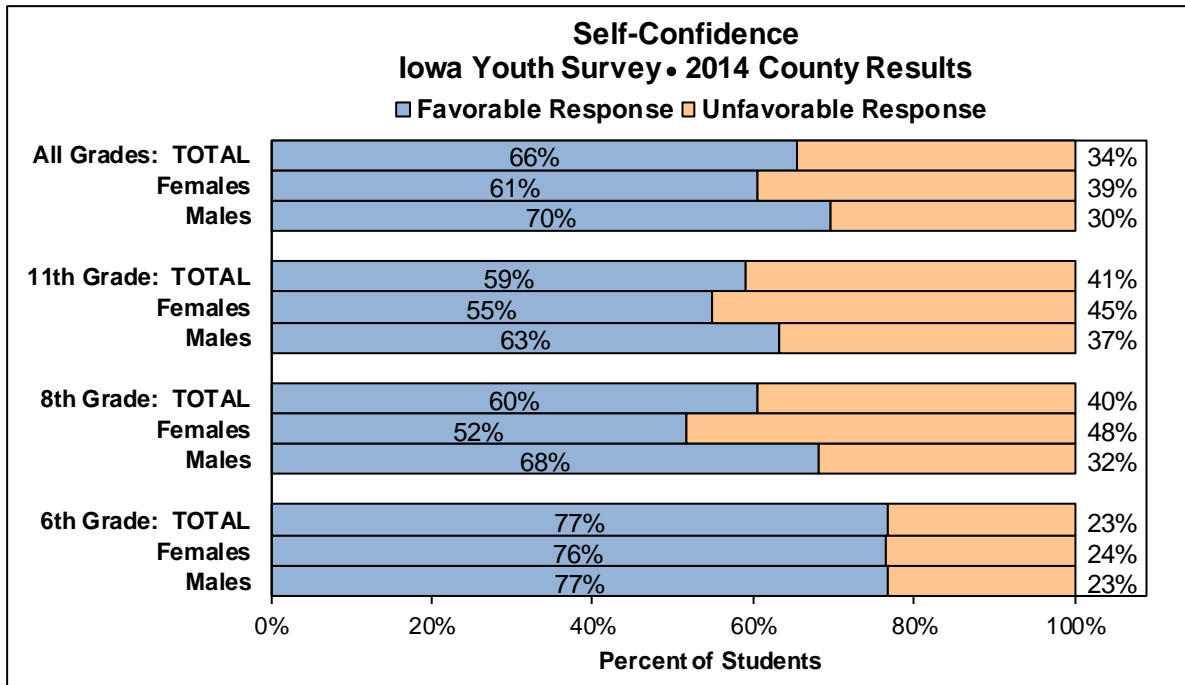 Self-Confidence
Iowa Youth Survey • 2014 County Results
Favorable Response Unfavorable Response
All Grades: TOTAL 66% 34%
Females 61% 39%
Males 70% 30%
11th Grade: TOTAL 59% 41%
Females 55% 45%
Males 63% 37%
8th Grade: TOTAL 60% 40%
Females 52% 48%
Males 68% 32%
6th Grade: TOTAL 77% 23%
Females 76% 24%
Males 77% 23%
0% 20% 40% 60% 80% 100%
Percent of Students